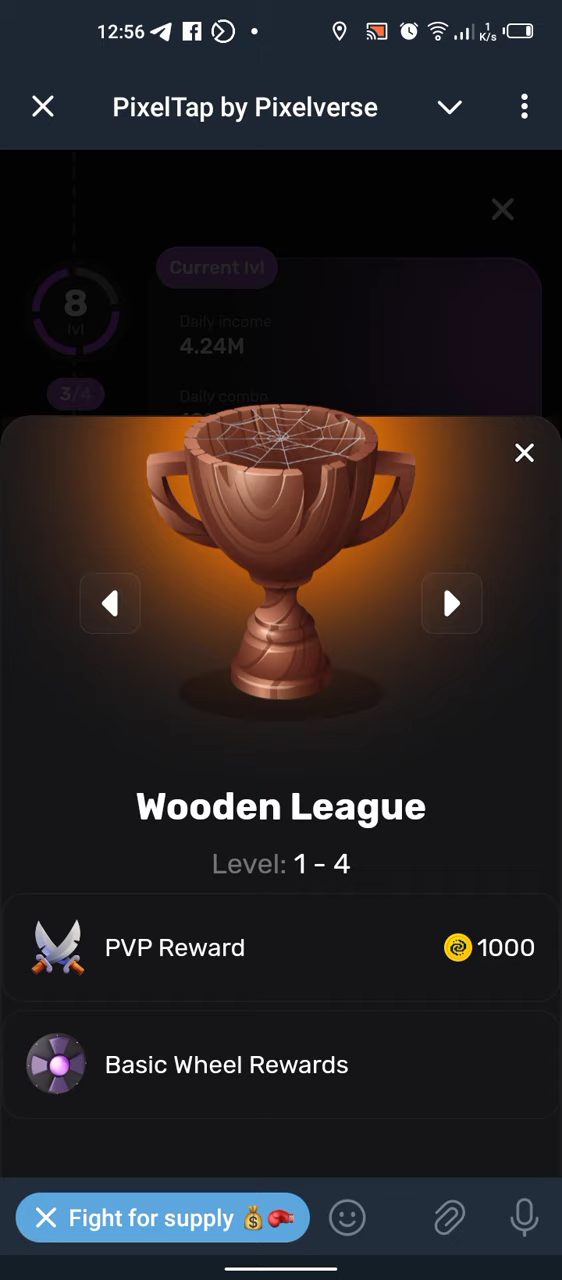 12:56
1
K/s
PixelTap by Pixelverse
Current lvl
8
lvl
Daily income
4.24M
3/4
Daily combo
Wooden League
Level: 1 - 4
PVP Reward
1000
Basic Wheel Rewards
Fight for supply 💰🥊